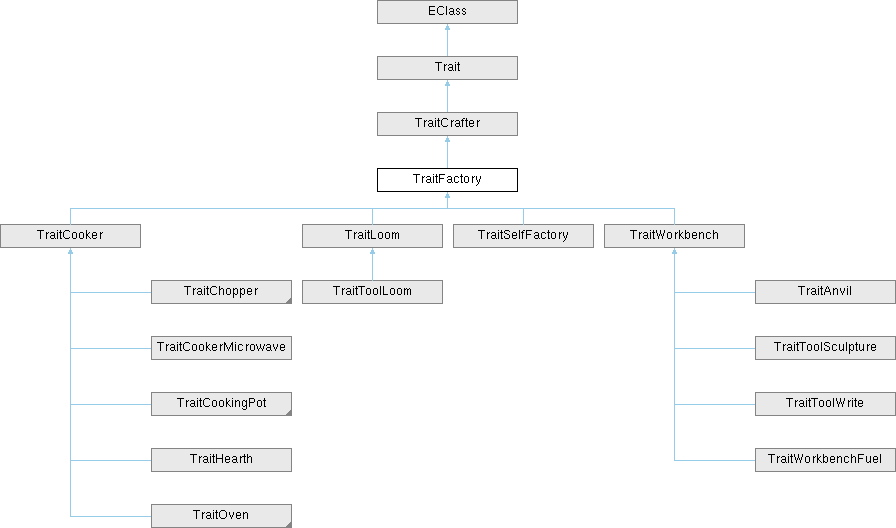 EClass
Trait
TraitCrafter
TraitFactory
TraitCooker
TraitLoom
TraitSelfFactory
TraitWorkbench
TraitChopper
TraitToolLoom
TraitAnvil
TraitCookerMicrowave
TraitToolSculpture
TraitCookingPot
TraitToolWrite
TraitHearth
TraitWorkbenchFuel
TraitOven